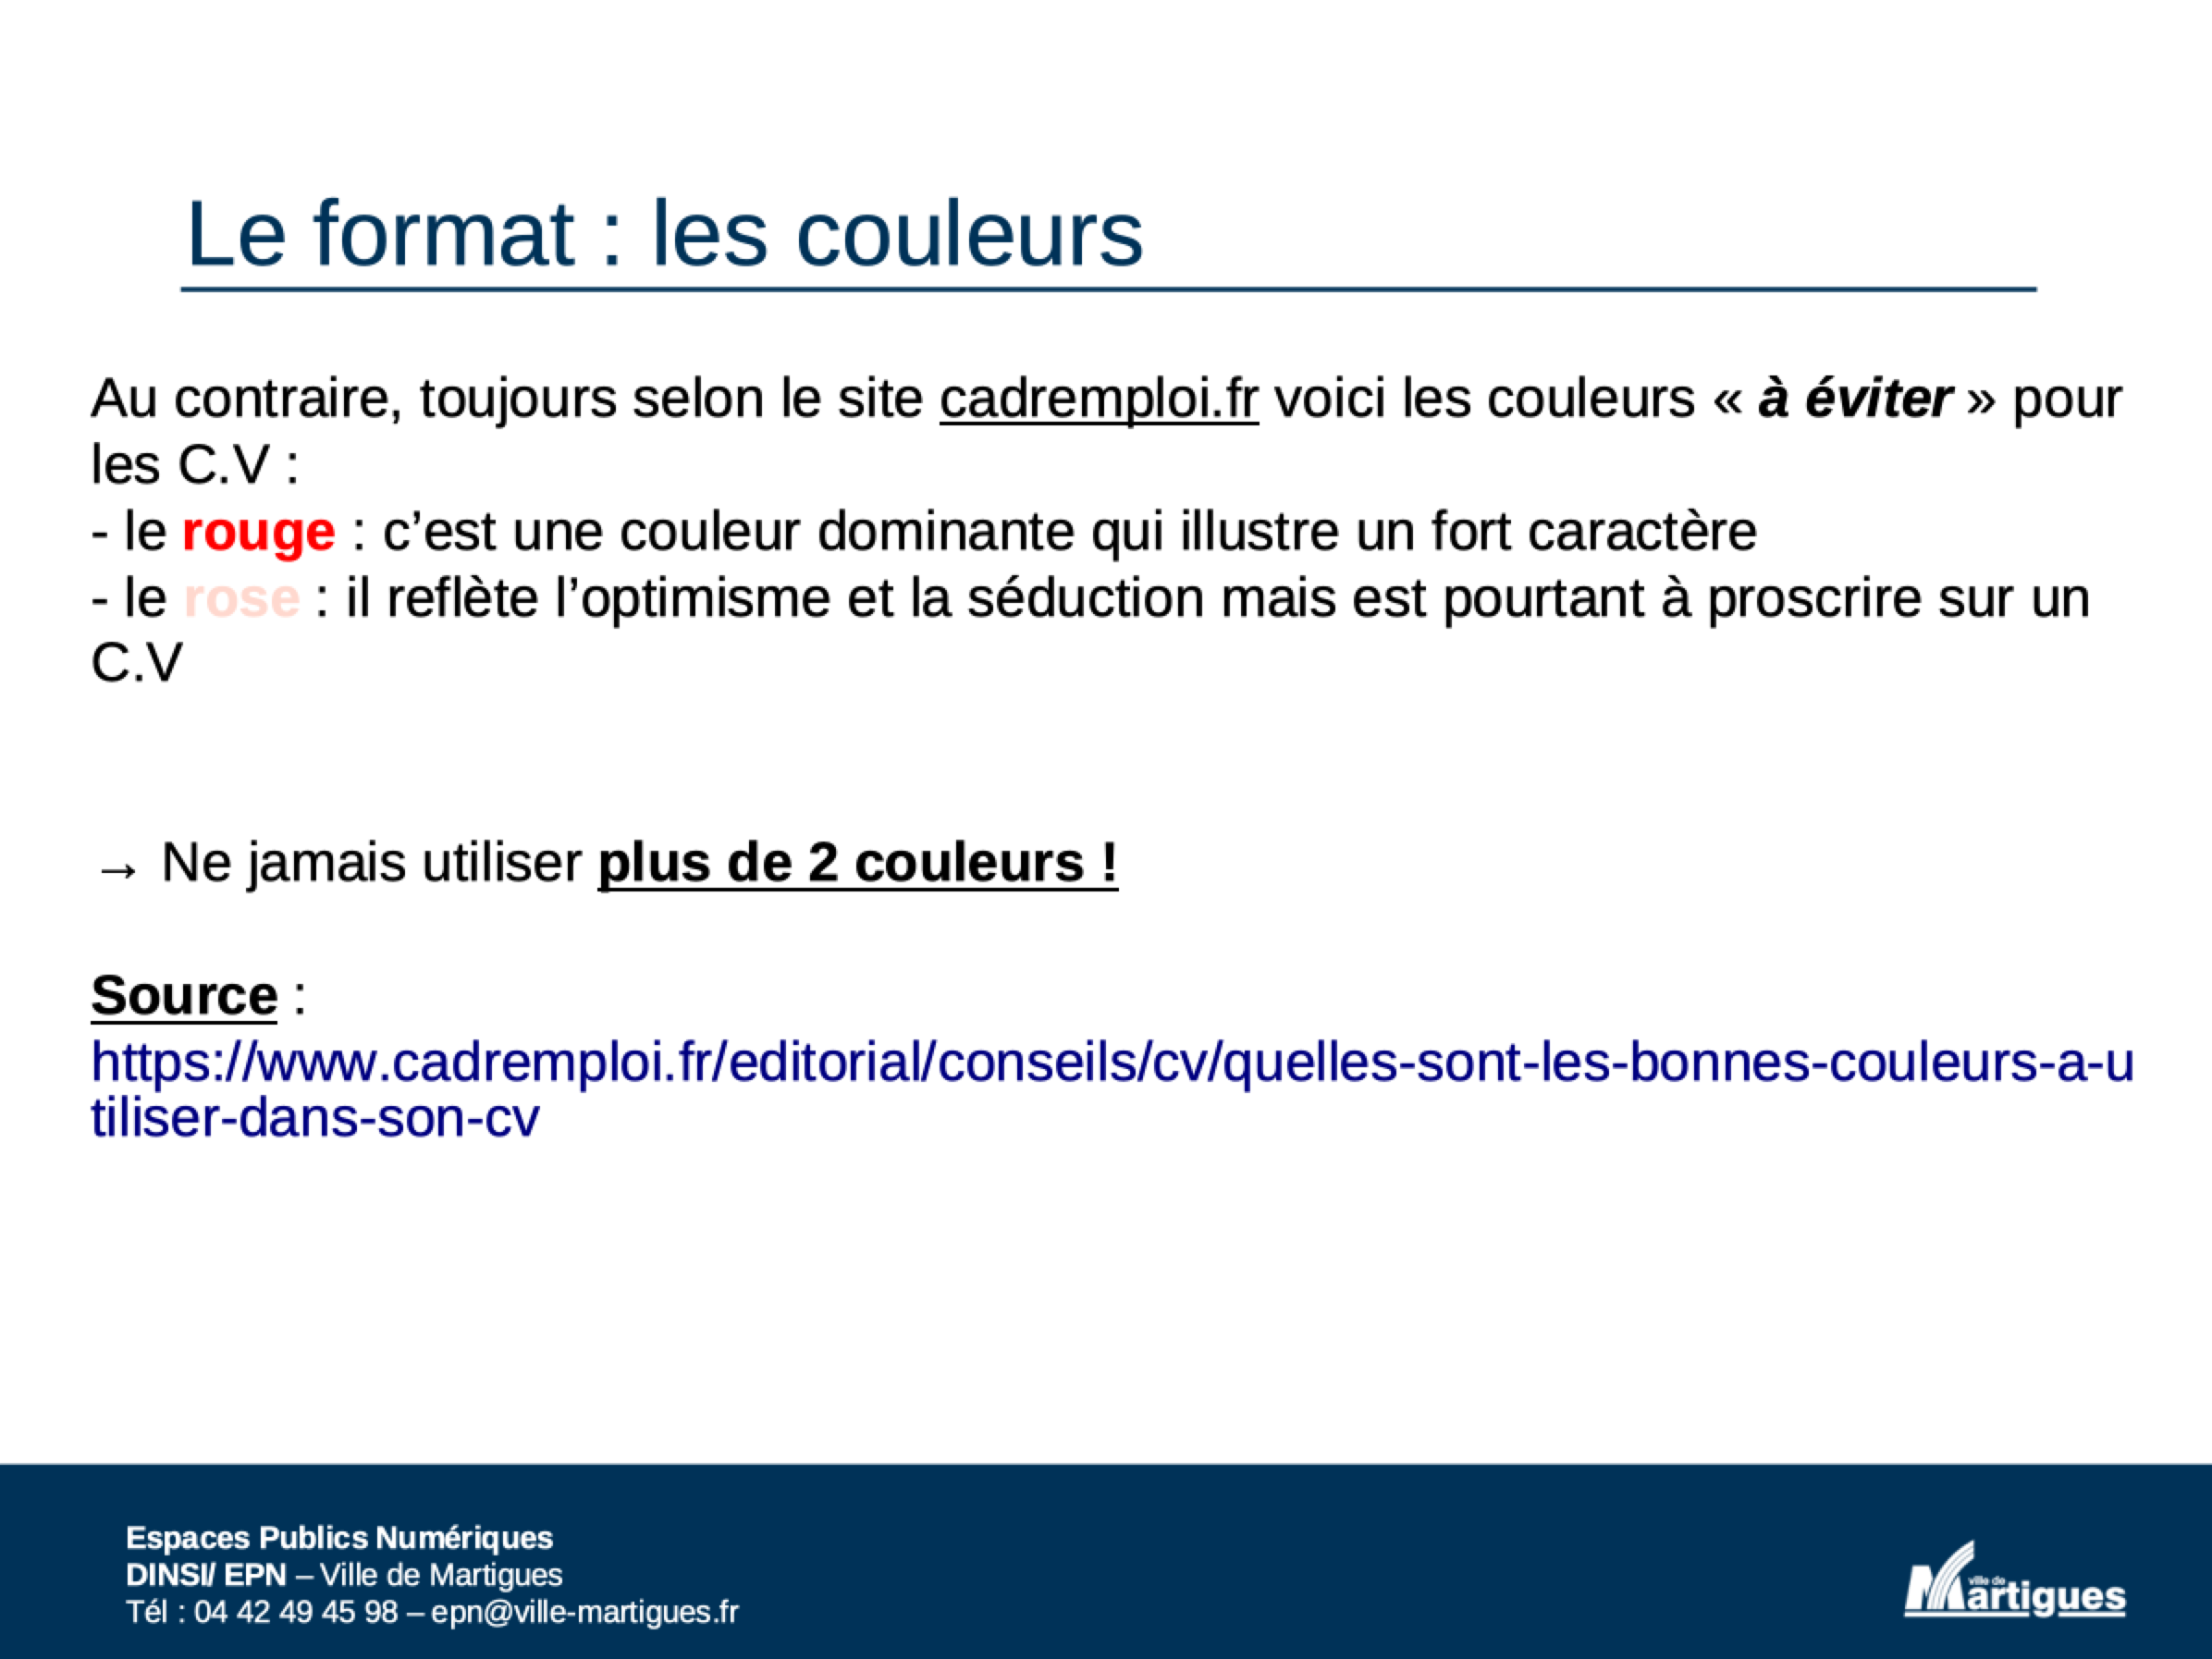 Le format : les couleurs
Au contraire, toujours selon le site cadremploi.fr voici les couleurs « à éviter » pour
les C.V :
- le rouge : c’est une couleur dominante qui illustre un fort caractère
- le rose : il reflète l’optimisme et la séduction mais est pourtant à proscrire sur un
C.V
→ Ne jamais utiliser plus de 2 couleurs !
Source :
https://www.cadremploi.fr/editorial/conseils/cv/quelles-sont-les-bonnes-couleurs-a-u
tiliser-dans-son-cv
Espaces Publics Numériques
DINSI/ EPN – Ville de Martigues
Tél : 04 42 49 45 98 – epn@ville-martigues.fr
ville de
Martigues